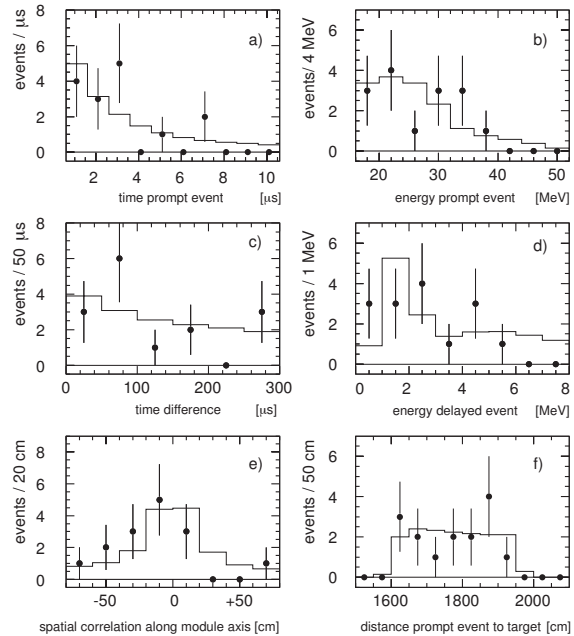 events / μs
8
6
4
2
0
a)
2
4
6
8
10
time prompt event
[μs]
events/ 4 MeV
6
4
2
0
b)
20
30
40
50
energy prompt event
[MeV]
events / 50 μs
8
6
4
2
0
c)
0
100
200
300
time difference
[μs]
events / 1 MeV
6
4
2
0
d)
0
2
4
6
8
energy delayed event
[MeV]
events / 20 cm
8
6
4
2
0
e)
-50
0
+50
spatial correlation along module axis [cm]
events / 50 cm
6
4
2
0
f)
1600
1800
2000
distance prompt event to target [cm]